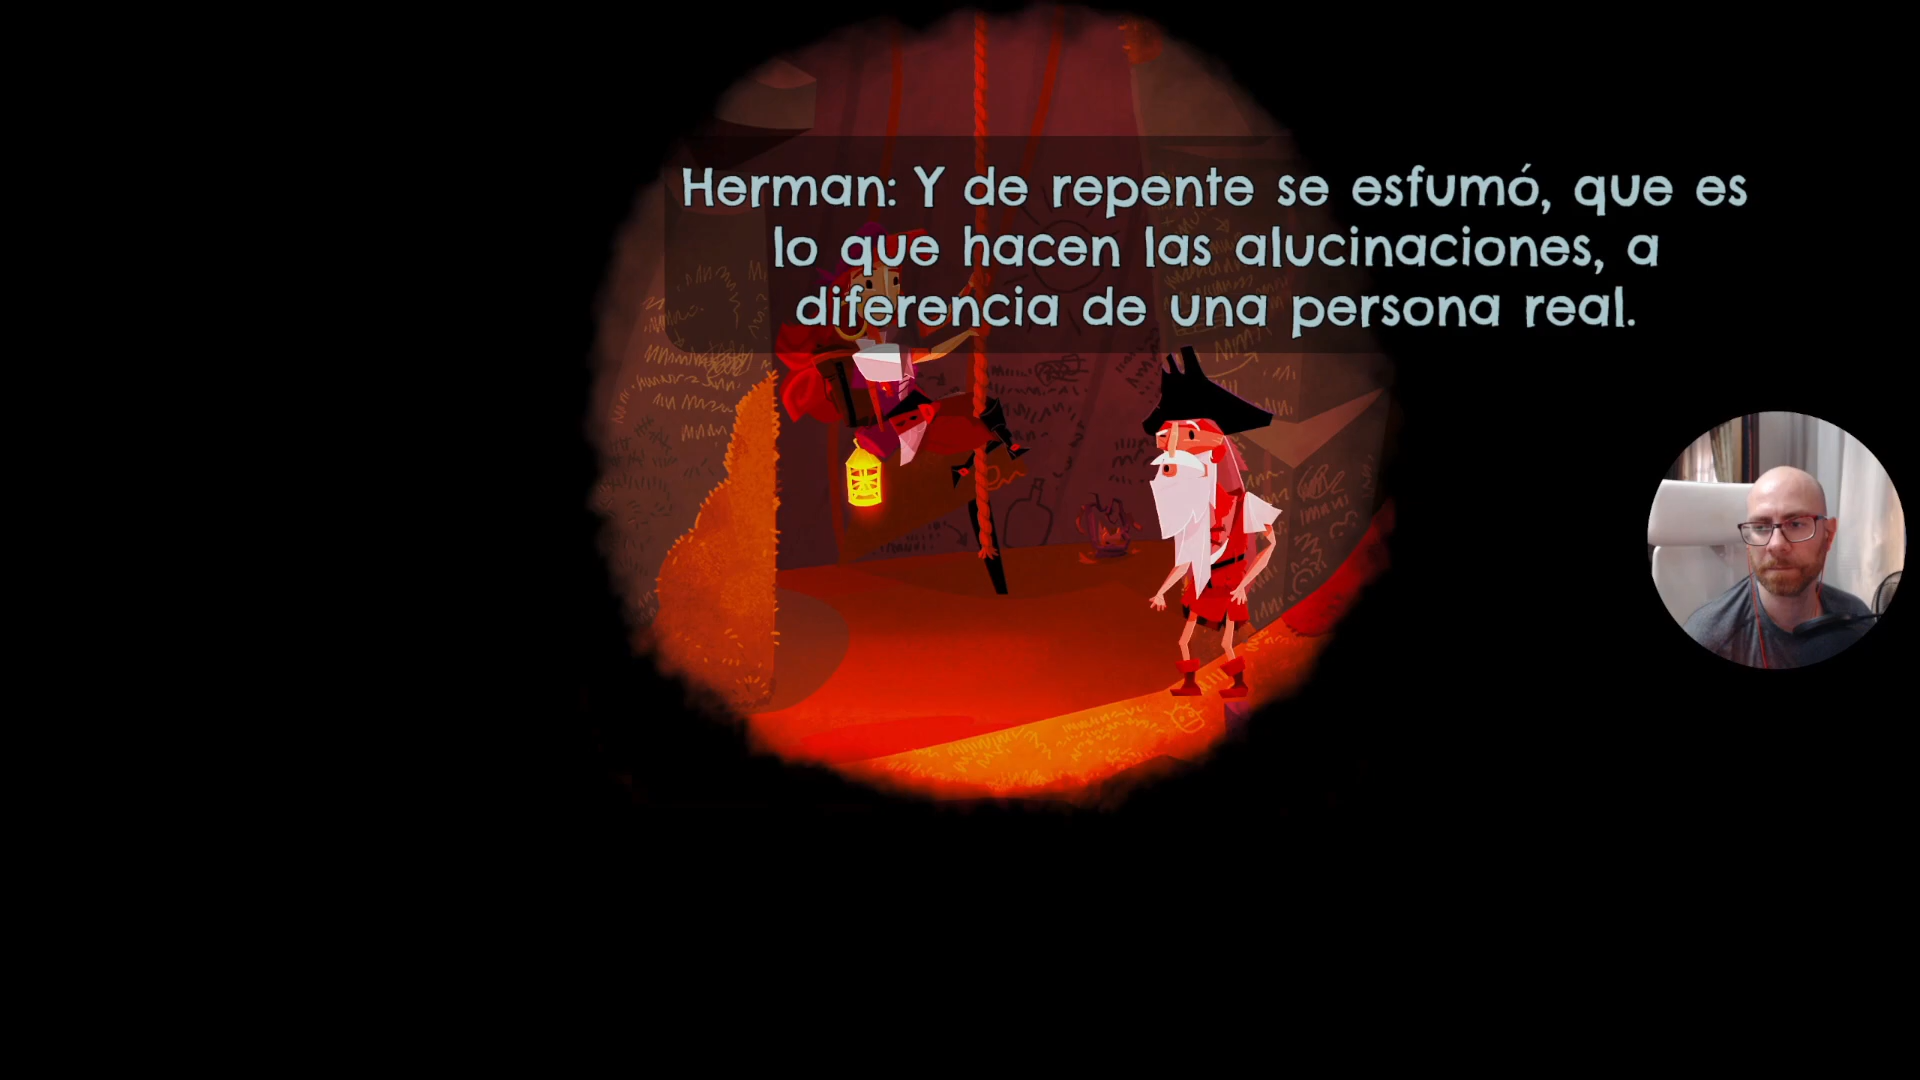 Herman: Y de repente se esfumó, que es
lo que hacen las alucinaciones, a
diferencia de una persona real.